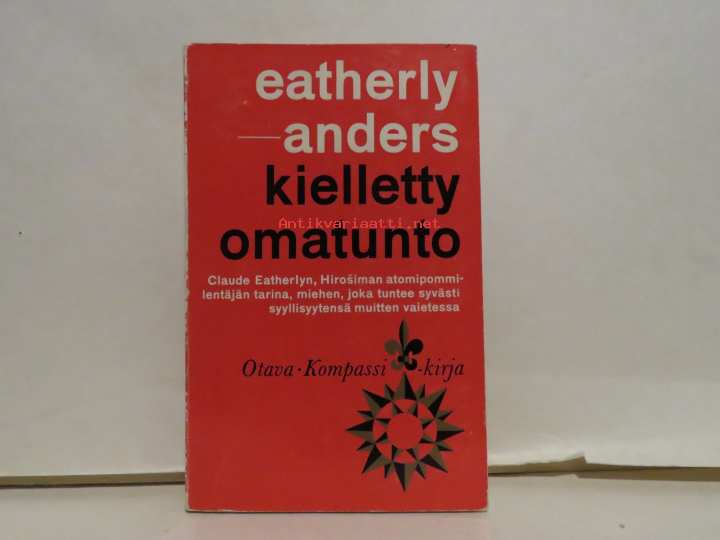 eatherly
—anders
kielletty
Antikvariaatti.net
omatunto
Claude Eatherlyn, Hirošiman atomipommi-
lentäjän tarina, miehen, joka tuntee syvästi
syyllisyytensä muitten vaietessa
Otava · Kompassi -kirja